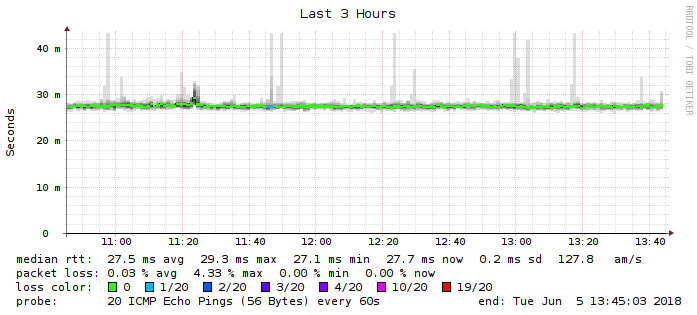 Last 3 Hours
RRDTOOL / TOBI OETIKER
Seconds
40 m
30 m
20 m
10 m
0
11:00 11:20 11:40 12:00 12:20 12:40 13:00 13:20 13:40
median rtt: 27.5 ms avg 29.3 ms max 27.1 ms min 27.7 ms now 0.2 ms sd 127.8 am/s
packet loss: 0.03 % avg 4.33 % max 0.00 % min 0.00 % now
loss color: 0 1/20 2/20 3/20 4/20 10/20 19/20
probe: 20 ICMP Echo Pings (56 Bytes) every 60s end: Tue Jun 5 13:45:03 2018